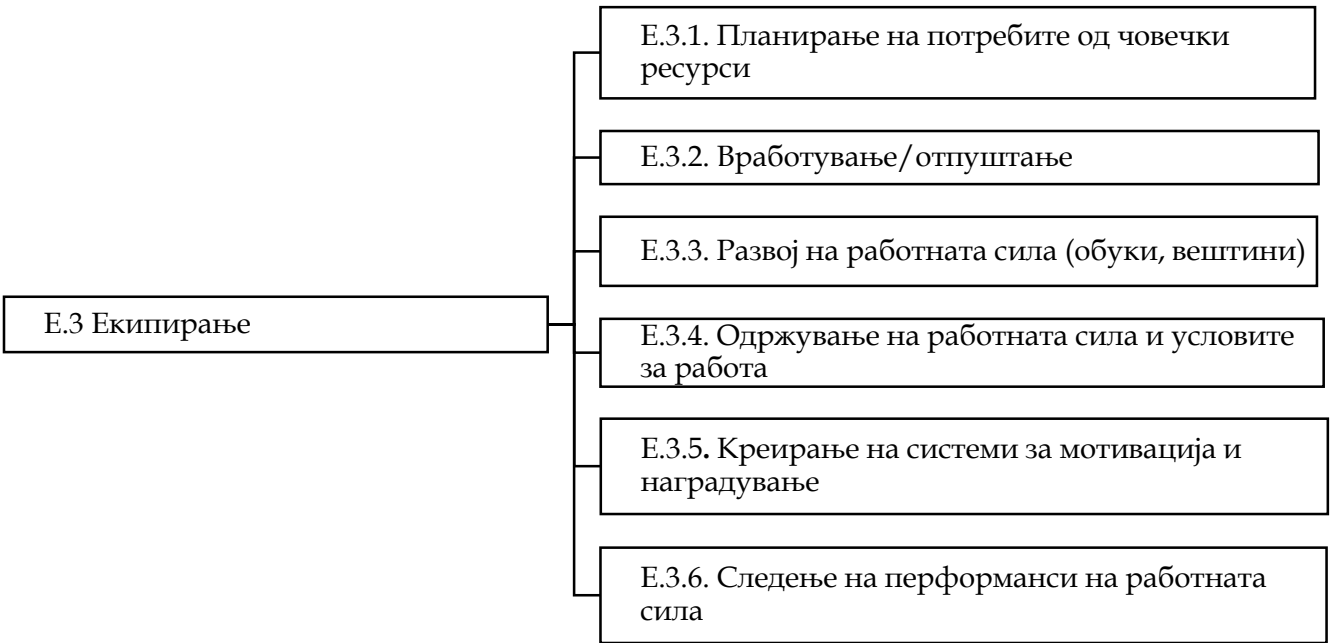 Е.3.1. Планирање на потребите од човечки
ресурси
Е.3.2. Вработување/отпуштање
Е.3.3. Развој на работната сила (обуки, вештини)
Е.3 Екипирање
Е.3.4. Одржување на работната сила и условите
за работа
Е.3.5. Креирање на системи за мотивација и
наградување
Е.3.6. Следење на перформанси на работната
сила